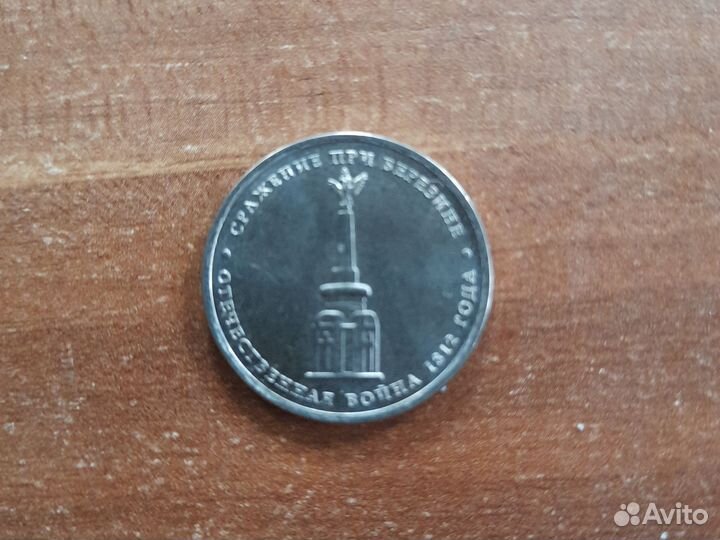 СРАЖЕНИЕ ПРИ БЕРЕЗИНЕ
ОТЕЧЕСТВЕННАЯ ВОЙНА 1812 ГОДА
Avito